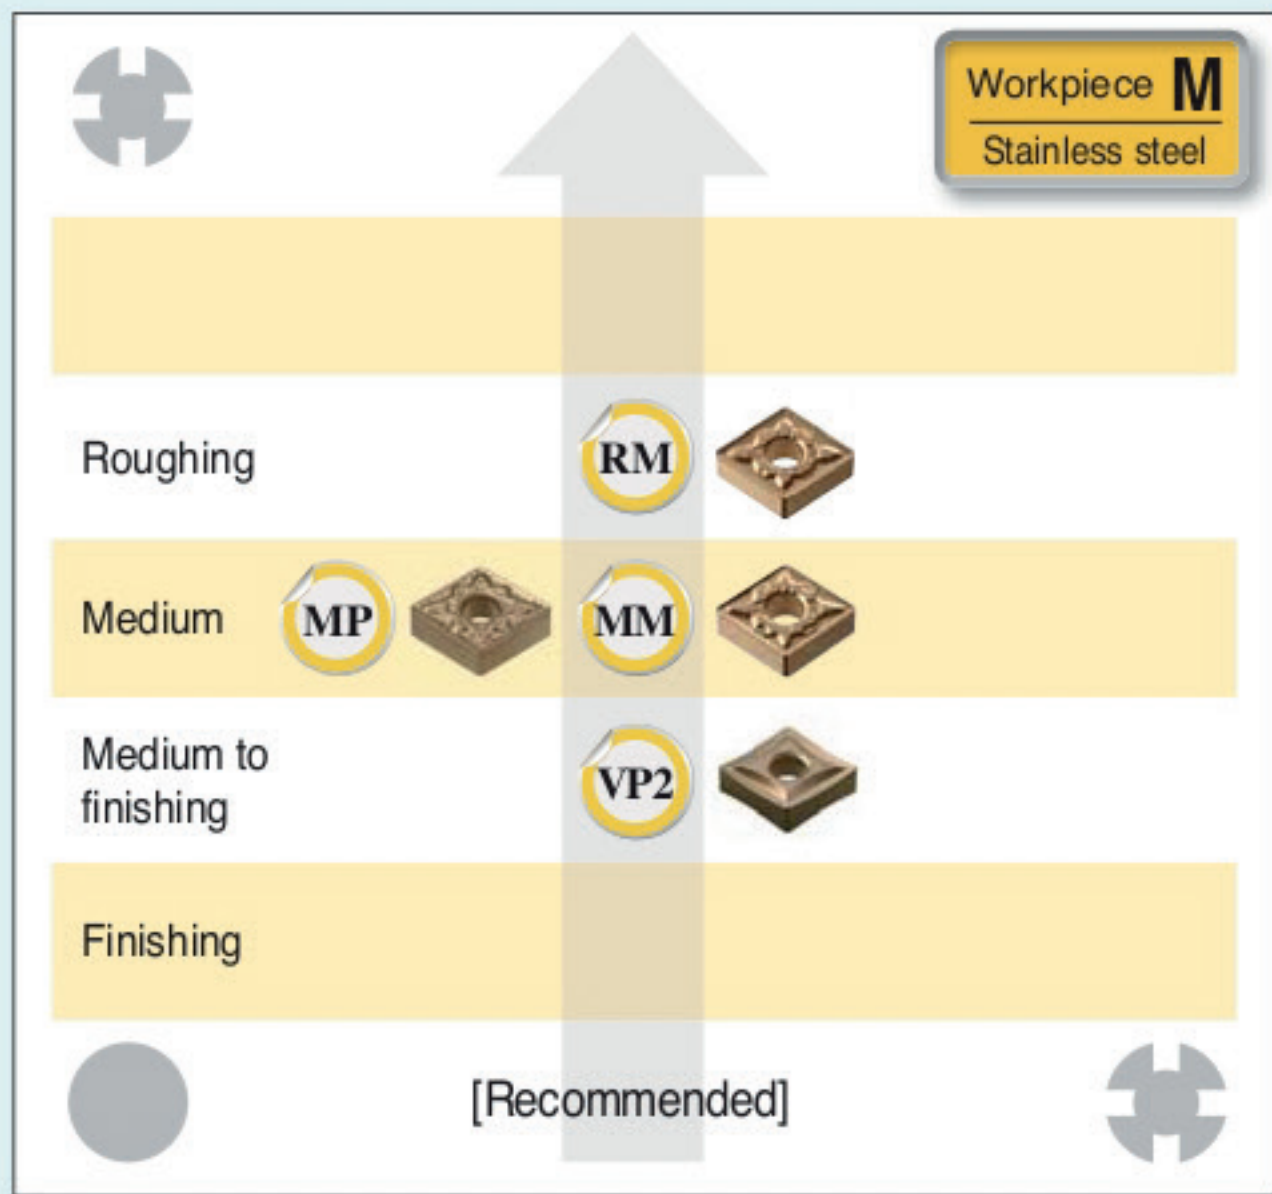 Workpiece M
Stainless steel
Roughing
RM
Medium
MP
MM
Medium to
finishing
VP2
Finishing
[Recommended]